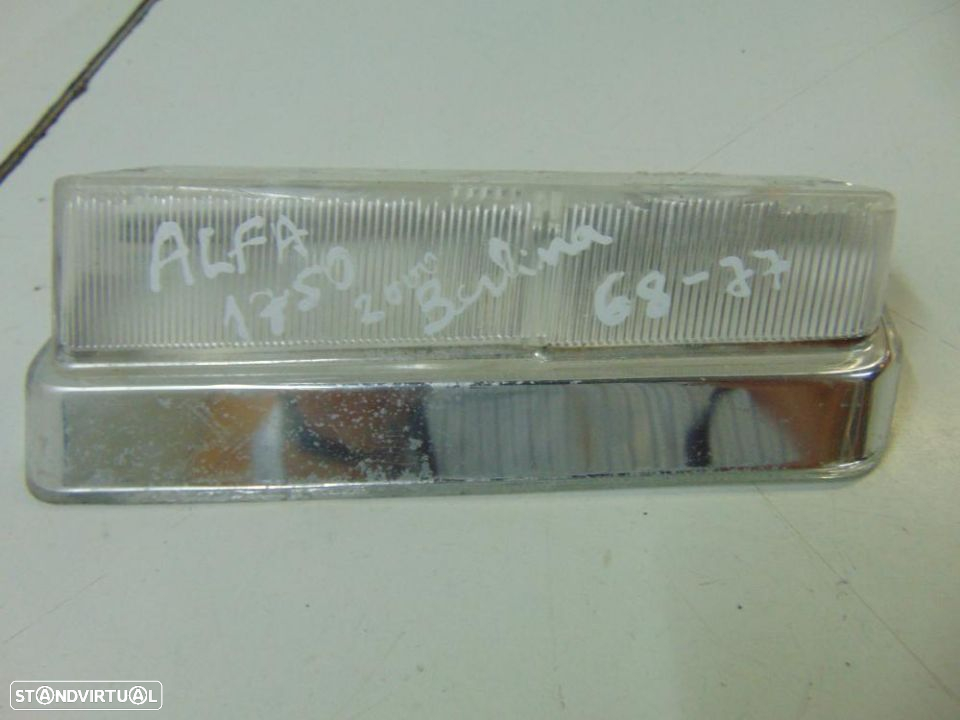 ALFA
1750 2000 Berlina 68-77
STANDVIRTUAL